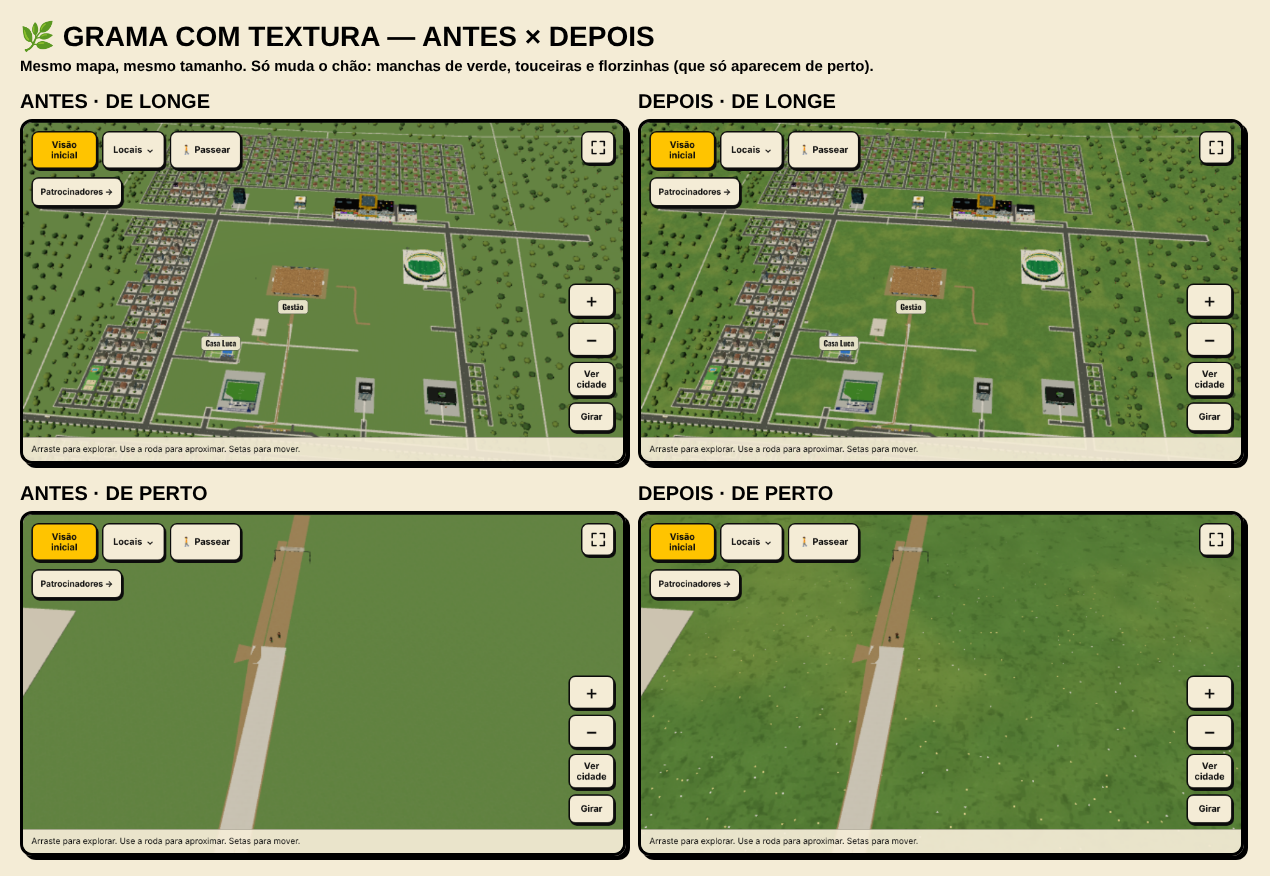 🌿 GRAMA COM TEXTURA — ANTES × DEPOIS
Mesmo mapa, mesmo tamanho. Só muda o chão: manchas de verde, touceiras e florzinhas (que só aparecem de perto).
ANTES · DE LONGE
Visão
inicial
Locais
Passear
Patrocinadores →
Gestão
Casa Luca
+
−
Ver
cidade
Girar
Arraste para explorar. Use a roda para aproximar. Setas para mover.
DEPOIS · DE LONGE
Visão
inicial
Locais
Passear
Patrocinadores →
Gestão
Casa Luca
+
−
Ver
cidade
Girar
Arraste para explorar. Use a roda para aproximar. Setas para mover.
ANTES · DE PERTO
Visão
inicial
Locais
Passear
Patrocinadores →
+
−
Ver
cidade
Girar
Arraste para explorar. Use a roda para aproximar. Setas para mover.
DEPOIS · DE PERTO
Visão
inicial
Locais
Passear
Patrocinadores →
+
−
Ver
cidade
Girar
Arraste para explorar. Use a roda para aproximar. Setas para mover.